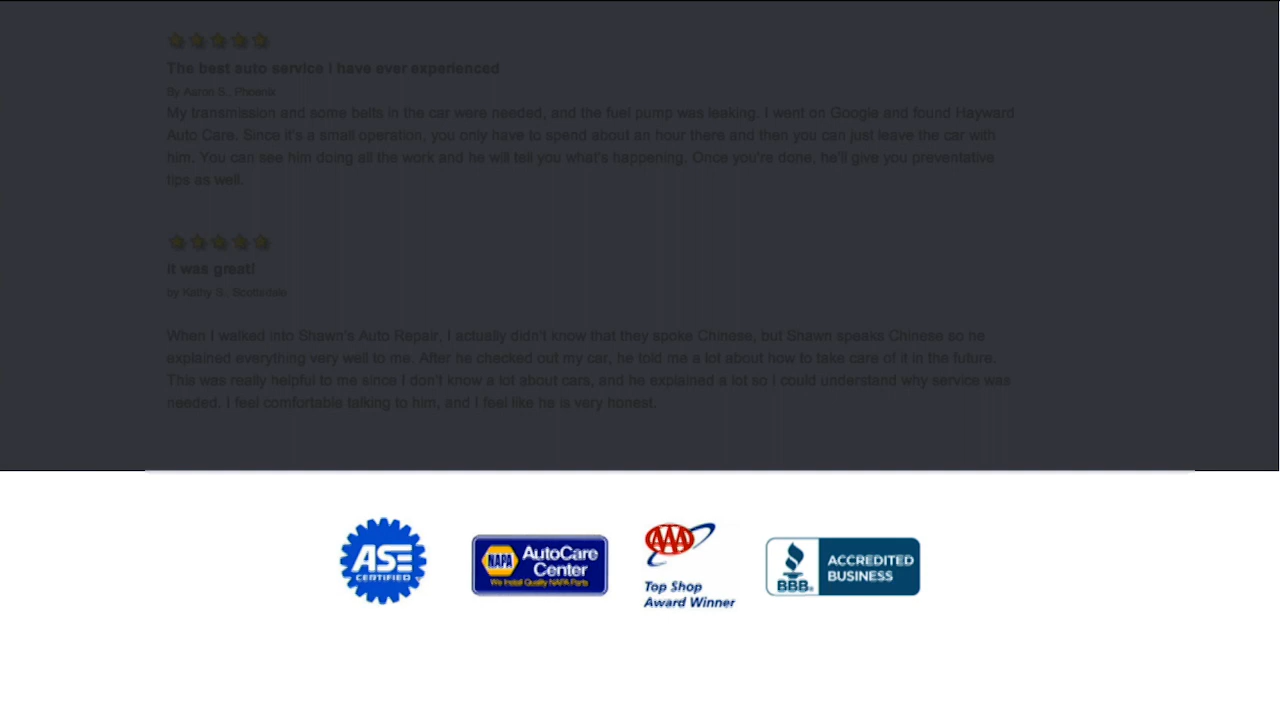 The best auto service I have ever experienced
By Aaron S., Phoenix
My transmission and some belts in the car were needed, and the fuel pump was leaking. I went on Google and found Hayward
Auto Care. Since it's a small operation, you only have to spend about an hour there and then you can just leave the car with
him. You can see him doing all the work and he will tell you what's happening. Once you're done, he'll give you preventative
tips as well.
It was great!
by Kathy S., Scottsdale
When I walked into Shawn's Auto Repair, I actually didn't know that they spoke Chinese, but Shawn speaks Chinese so he
explained everything very well to me. After he checked out my car, he told me a lot about how to take care of it in the future.
This was really helpful to me since I don't know a lot about cars, and he explained a lot so I could understand why service was
needed. I feel comfortable talking to him, and I feel like he is very honest.
ASE
CERTIFIED
NAPA
AutoCare
Center
We Install Quality NAPA Parts
AAA
Top Shop
Award Winner
BBB
ACCREDITED
BUSINESS